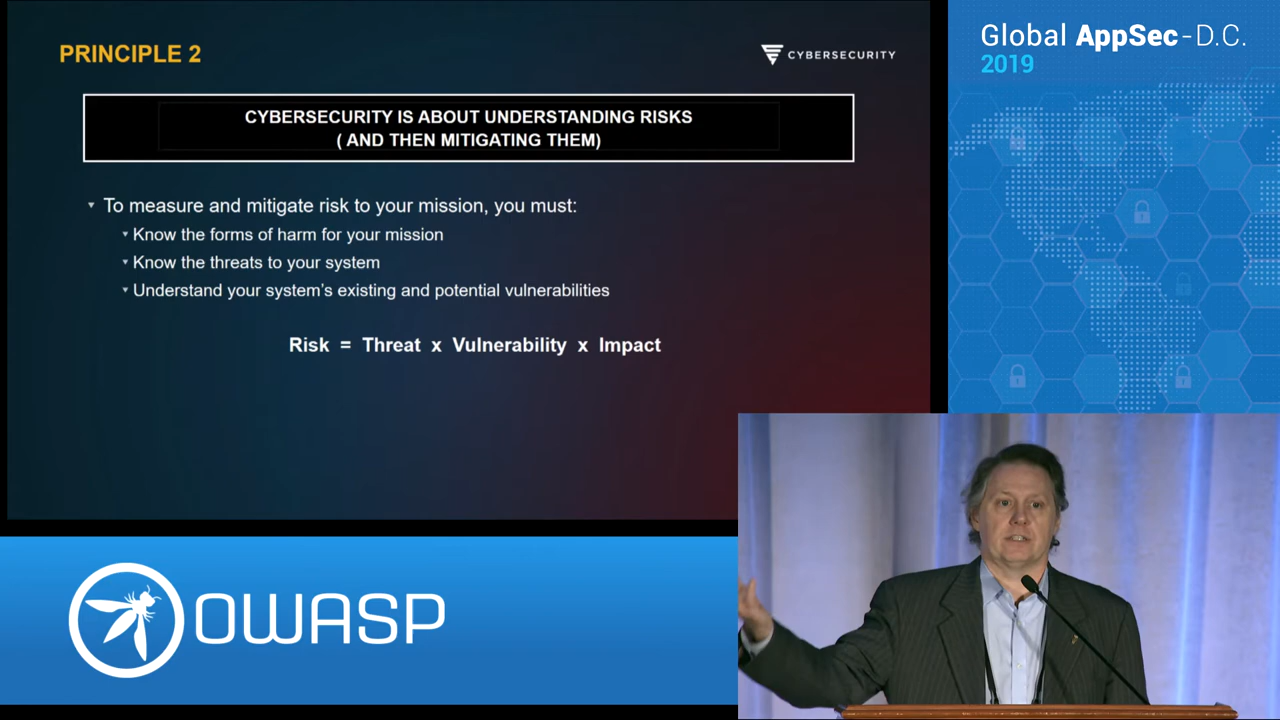 PRINCIPLE 2
CYBERSECURITY
CYBERSECURITY IS ABOUT UNDERSTANDING RISKS
( AND THEN MITIGATING THEM)
To measure and mitigate risk to your mission, you must:
Know the forms of harm for your mission
Know the threats to your system
Understand your system's existing and potential vulnerabilities
Risk = Threat x Vulnerability x Impact
Global AppSec - D.C.
2019
OWASP